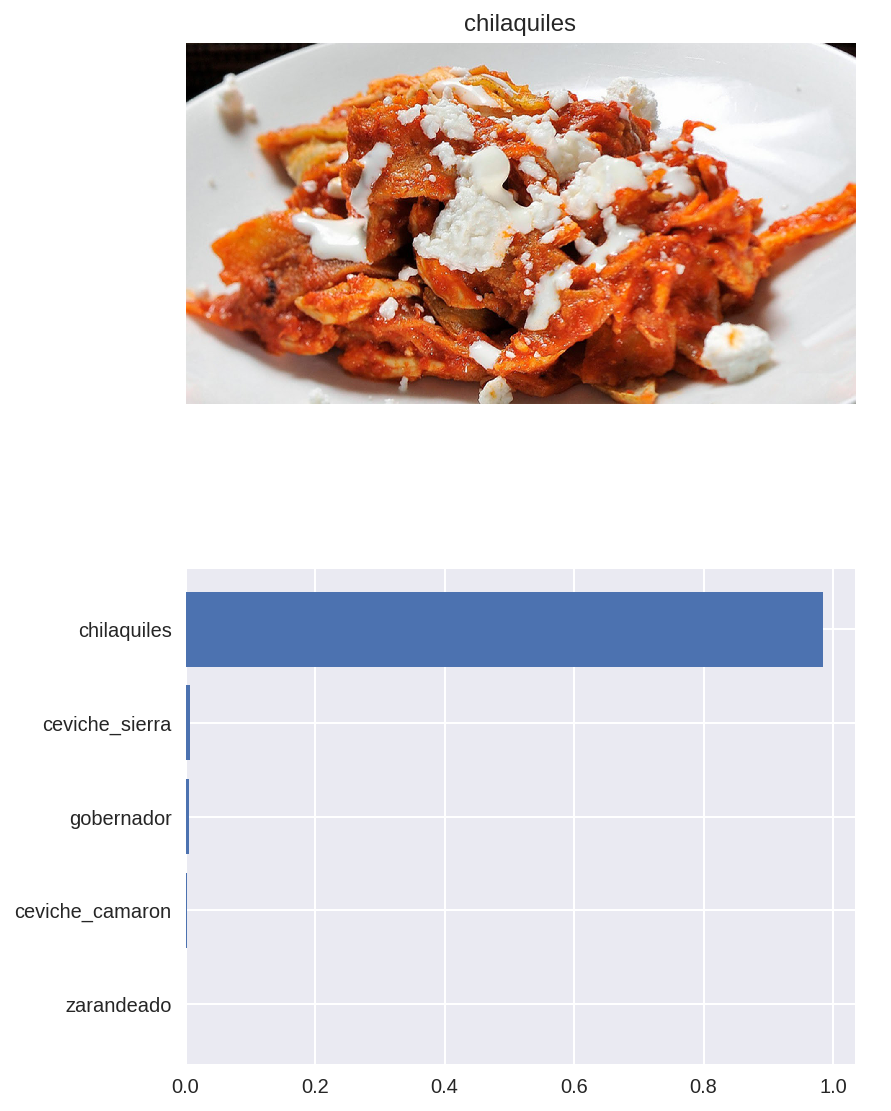 chilaquiles
chilaquiles
ceviche_sierra
gobernador
ceviche_camaron
zarandeado
0.0 0.2 0.4 0.6 0.8 1.0